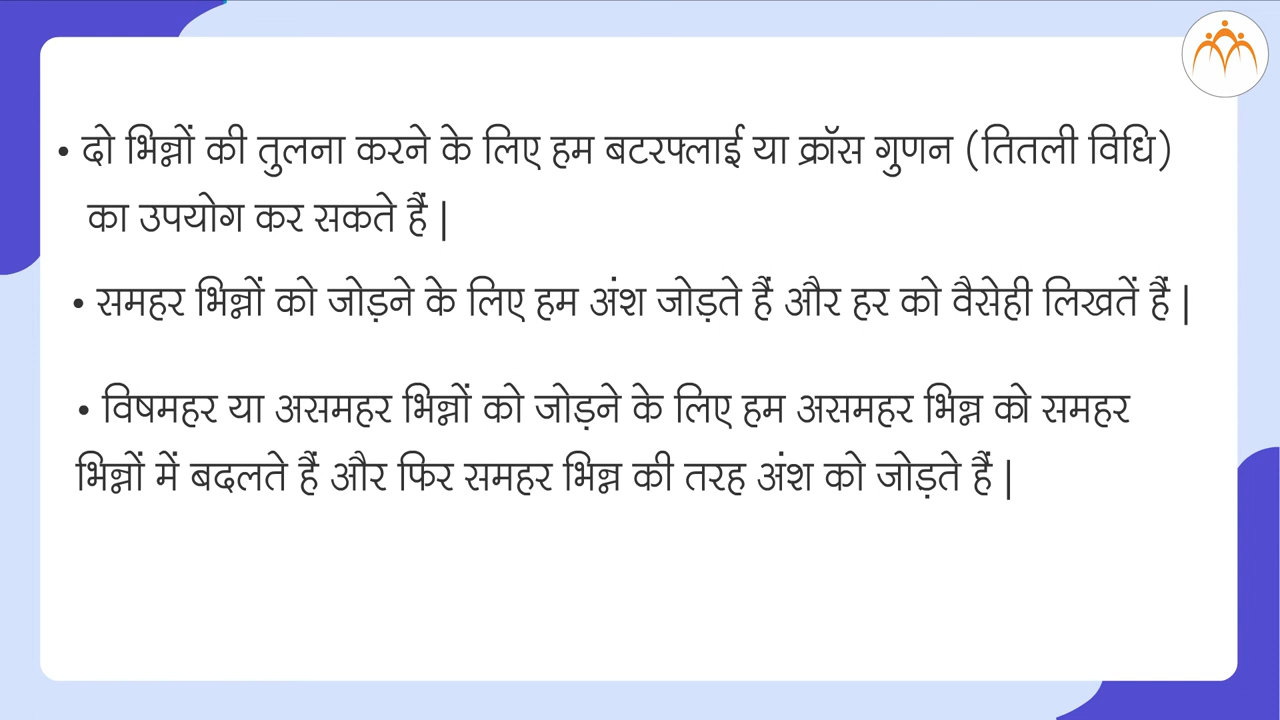 • दो भिन्नों की तुलना करने के लिए हम बटरफ्लाई या क्रॉस गुणन (तितली विधि)
का उपयोग कर सकते हैं |
• समहर भिन्नों को जोड़ने के लिए हम अंश जोड़ते हैं और हर को वैसेही लिखतें हैं |
• विषमहर या असमहर भिन्नों को जोड़ने के लिए हम असमहर भिन्न को समहर
भिन्नों में बदलते हैं और फिर समहर भिन्न की तरह अंश को जोड़ते हैं |